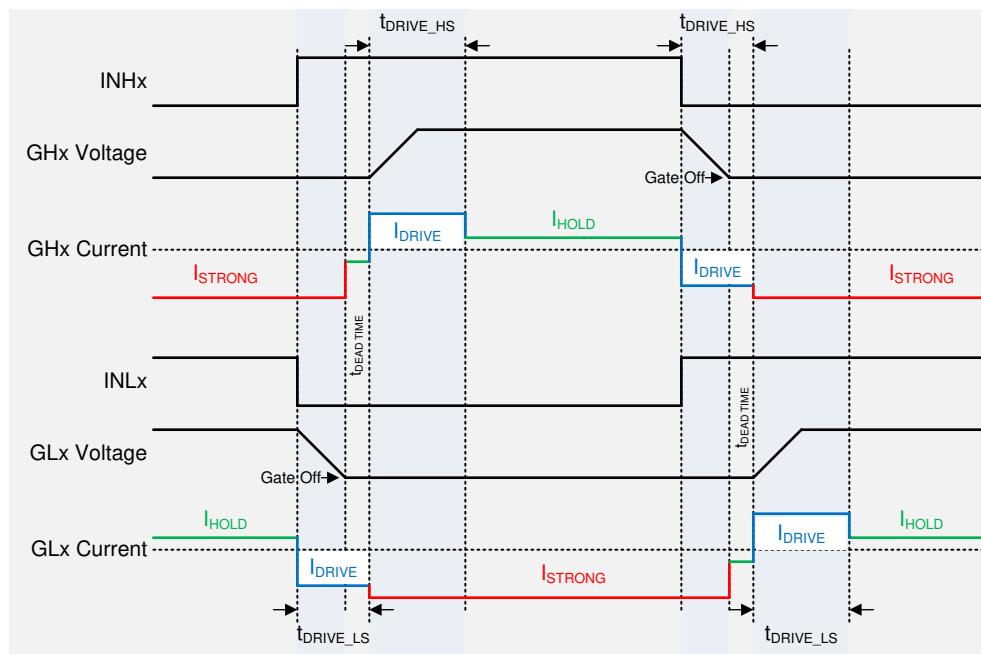 tDRIVE_HS tDRIVE_HS
INHx
GHx Voltage
Gate Off
IDRIVE IHOLD
GHx Current
ISTRONG IDRIVE ISTRONG
tDEAD TIME
INLx
tDEAD TIME
GLx Voltage
Gate Off
IHOLD IHOLD
IDRIVE
GLx Current
IDRIVE ISTRONG
tDRIVE_LS tDRIVE_LS